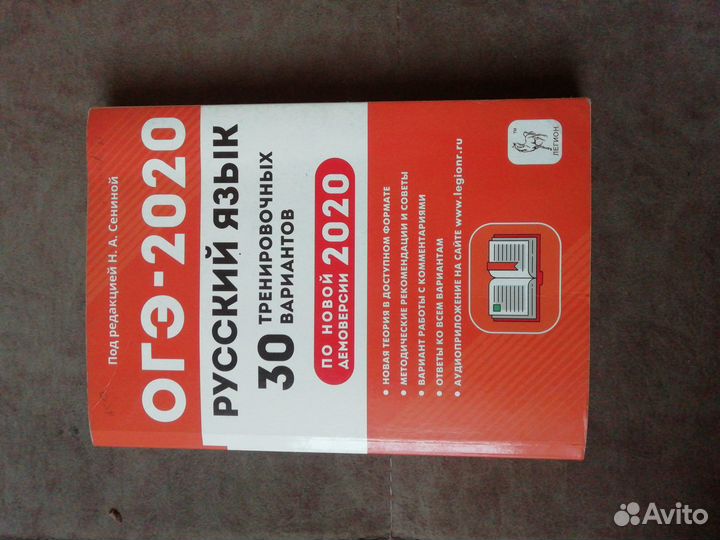 Под редакцией Н. А. Сениной
ОГЭ-2020
РУССКИЙ ЯЗЫК
30 ТРЕНИРОВОЧНЫХ
ВАРИАНТОВ
ПО НОВОЙ
ДЕМОВЕРСИИ 2020
• НОВАЯ ТЕОРИЯ В ДОСТУПНОМ ФОРМАТЕ
• МЕТОДИЧЕСКИЕ РЕКОМЕНДАЦИИ И СОВЕТЫ
• ВАРИАНТ РАБОТЫ С КОММЕНТАРИЯМИ
• ОТВЕТЫ КО ВСЕМ ВАРИАНТАМ
• АУДИОПРИЛОЖЕНИЕ НА САЙТЕ www.legionr.ru
TM
ЛЕГИОН
Avito